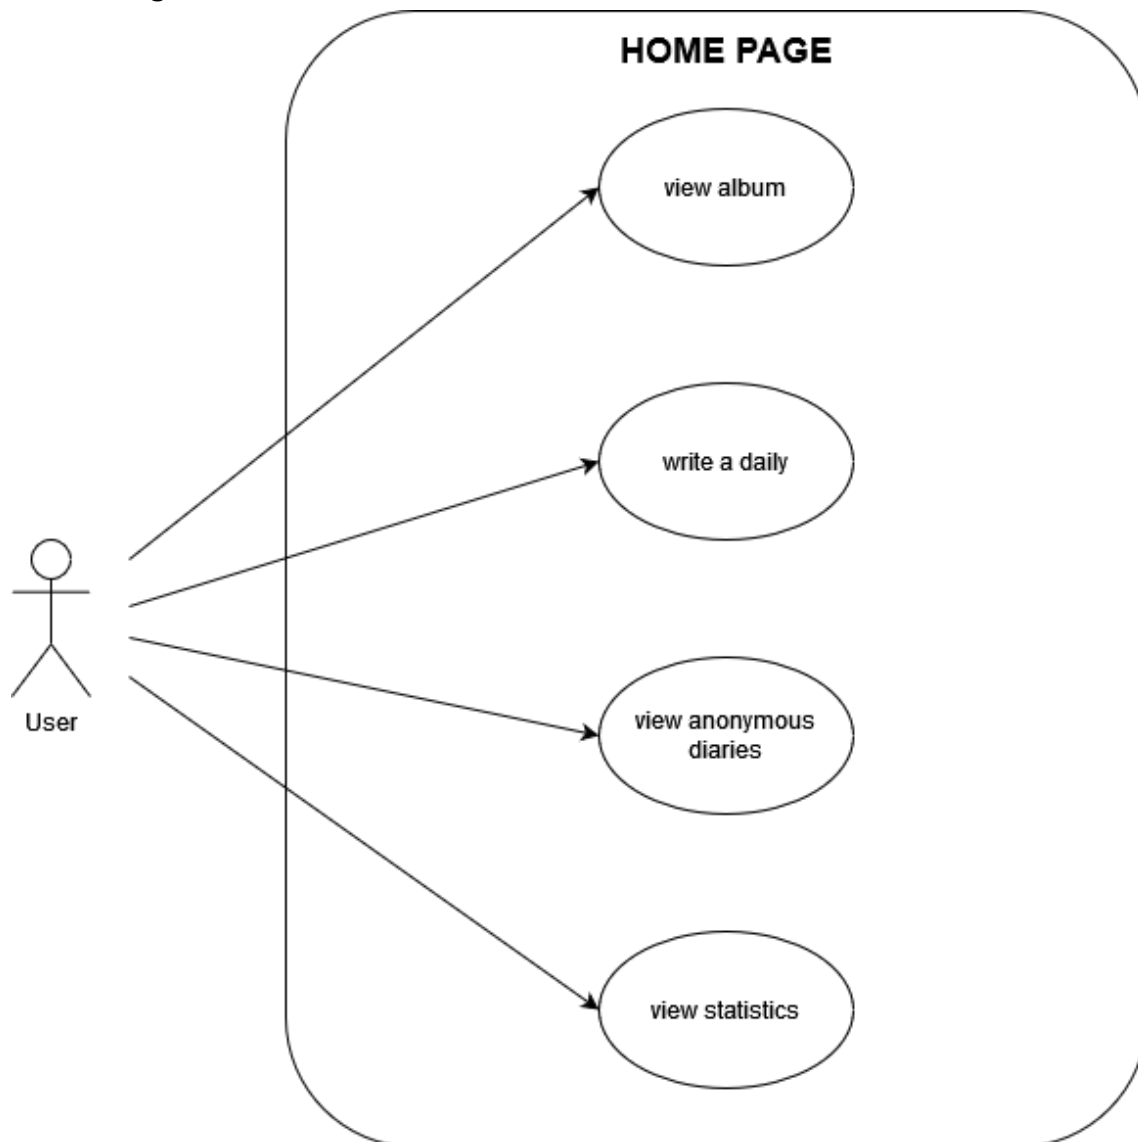 HOME PAGE
view album
write a daily
User
view anonymous
diaries
view statistics